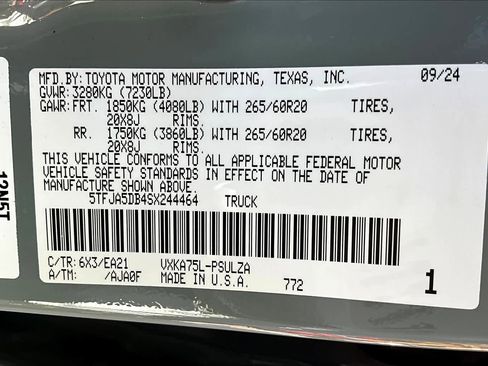 MFD.BY: TOYOTA MOTOR MANUFACTURING, TEXAS, INC. 09/24
GVWR: 3280KG (7230LB)
GAWR: FRT. 1850KG (4080LB) WITH 265/60R20 TIRES,
20X8J RIMS.
RR. 1750KG (3860LB) WITH 265/60R20 TIRES,
20X8J RIMS.
THIS VEHICLE CONFORMS TO ALL APPLICABLE FEDERAL MOTOR
VEHICLE SAFETY STANDARDS IN EFFECT ON THE DATE OF
MANUFACTURE SHOWN ABOVE.
5TFJA5DB4SX244464 TRUCK
C/TR: 6X3/EA21 VXKA75L-PSULZA
A/TM: /AJA0F MADE IN U.S.A. 772 1
12N5T